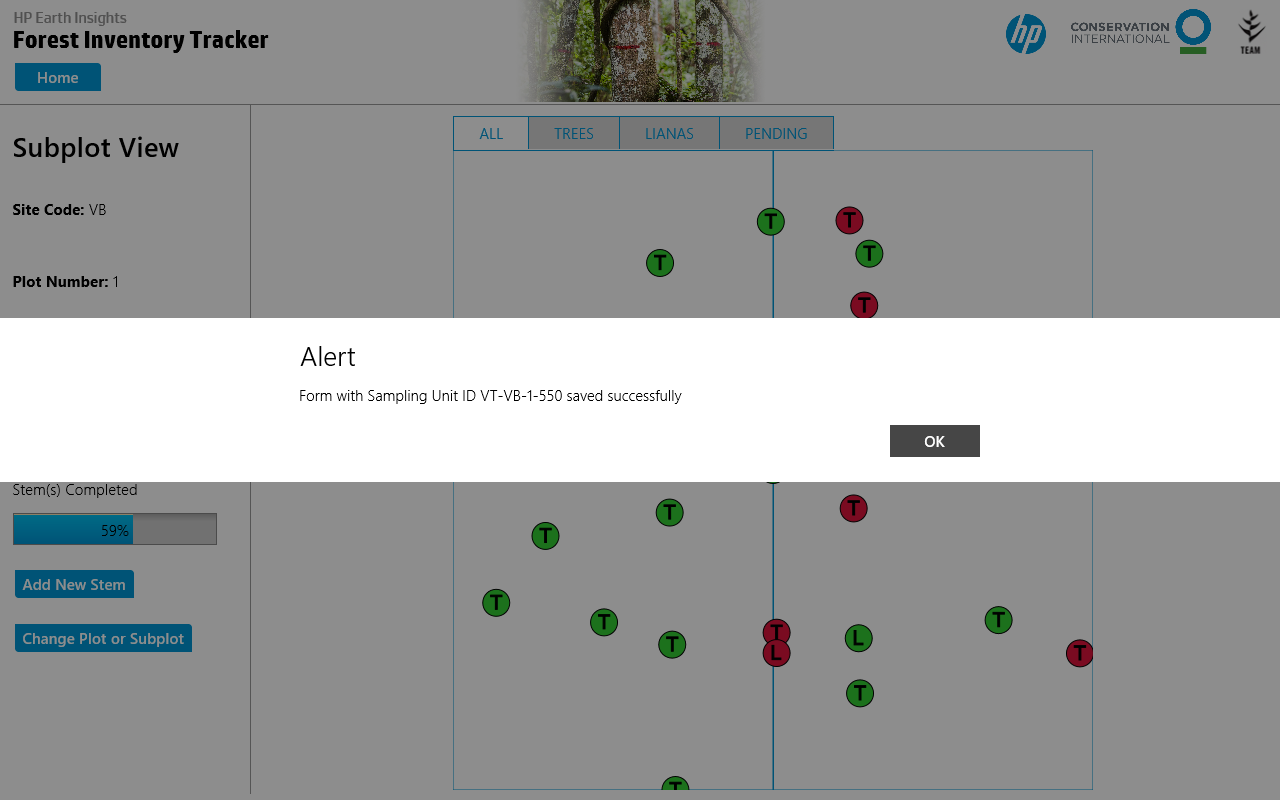 HP Earth Insights
Forest Inventory Tracker
Home
hp
CONSERVATION
INTERNATIONAL
TEAM
Subplot View
Site Code: VB
Plot Number: 1
ALL TREES LIANAS PENDING
T T
T
T
T
Alert
Form with Sampling Unit ID VT-VB-1-550 saved successfully
OK
Stem(s) Completed
59%
Add New Stem
Change Plot or Subplot
T T
T
T
T T
T L
T L T
T
T